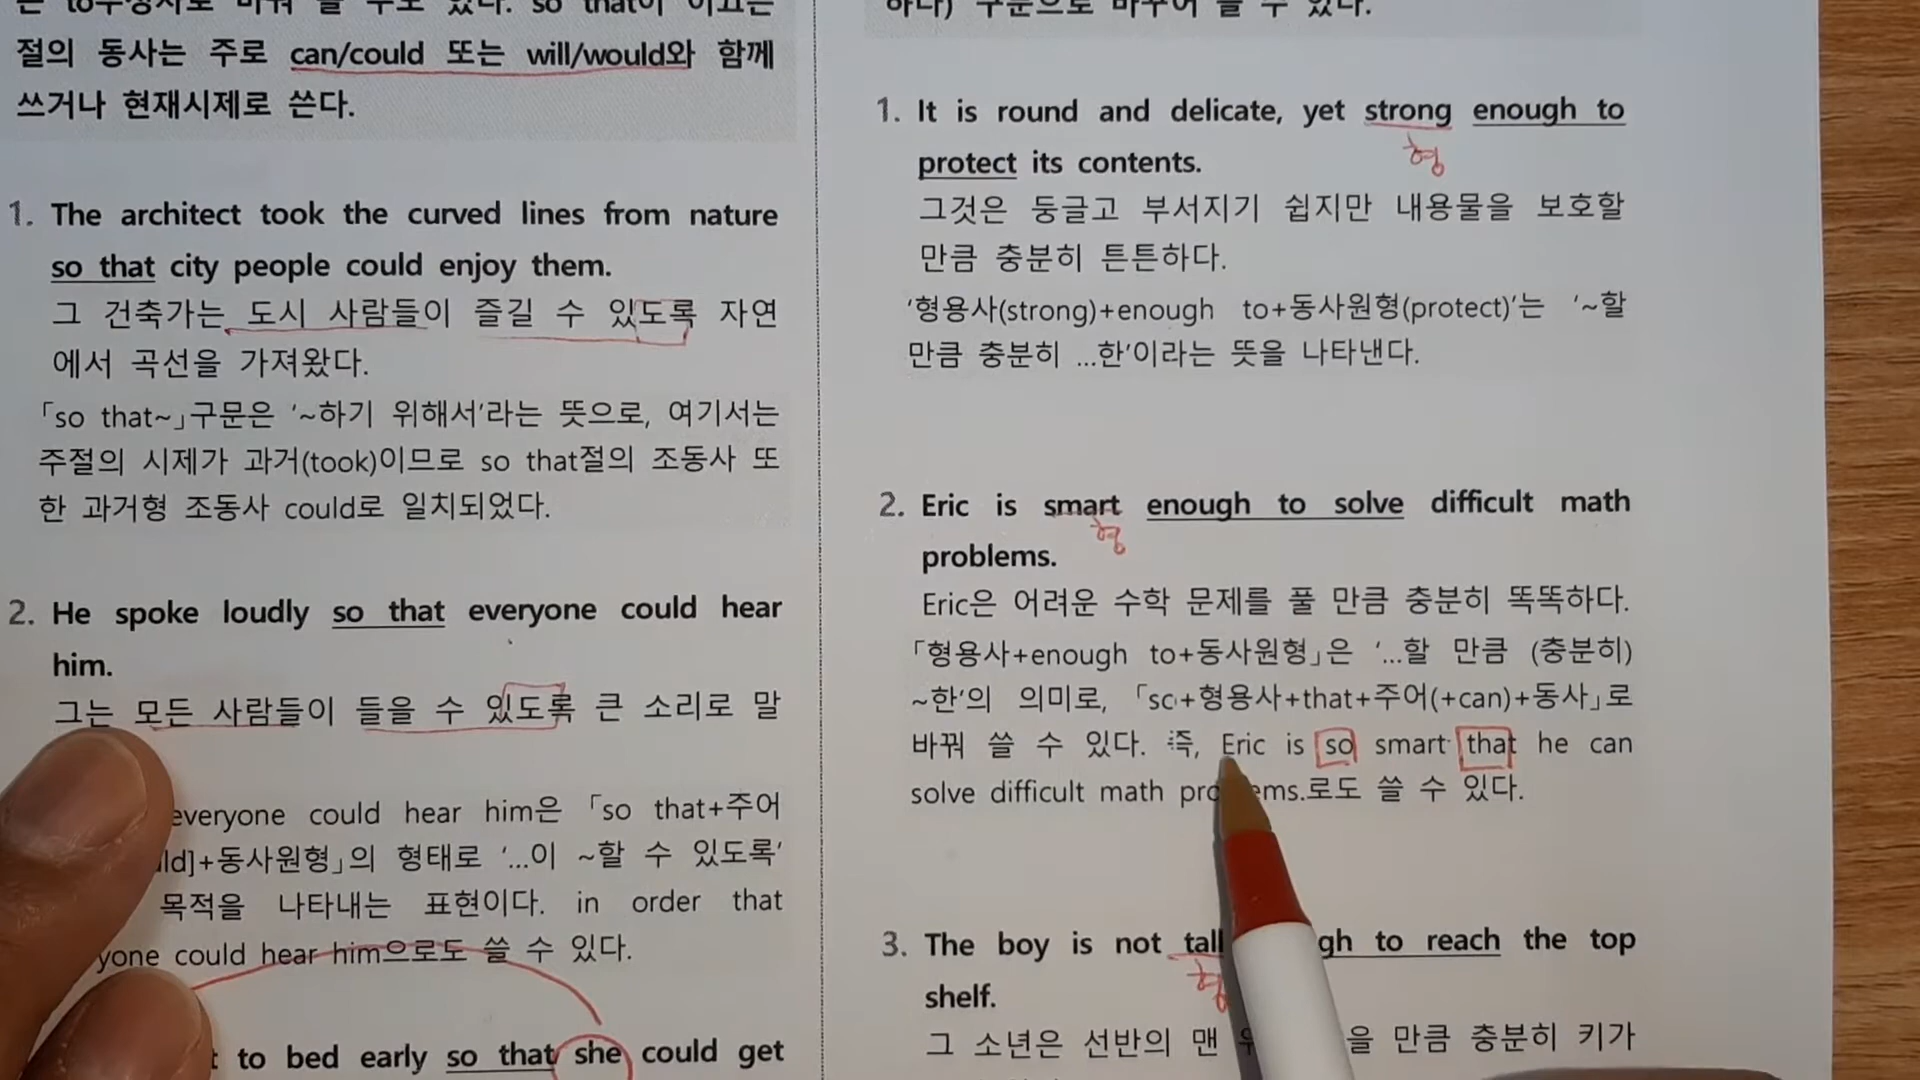 절의 동사는 주로 can/could 또는 will/would와 함께
쓰거나 현재시제로 쓴다.
1. The architect took the curved lines from nature
so that city people could enjoy them.
그 건축가는 도시 사람들이 즐길 수 있도록 자연
에서 곡선을 가져왔다.
「so that~」구문은 '~하기 위해서'라는 뜻으로, 여기서는
주절의 시제가 과거(took)이므로 so that절의 조동사 또
한 과거형 조동사 could로 일치되었다.
2. He spoke loudly so that everyone could hear
him.
그는 모든 사람들이 들을 수 있도록 큰 소리로 말
everyone could hear him은 「so that+주어
+동사원형」의 형태로 '...이 ~할 수 있도록'
목적을 나타내는 표현이다. in order that
could hear him으로도 쓸 수 있다.
to bed early so that she could get
하다) 구문으로 바꾸어 쓸 수 있다.
1. It is round and delicate, yet strong enough to
형
protect its contents.
그것은 둥글고 부서지기 쉽지만 내용물을 보호할
만큼 충분히 튼튼하다.
'형용사(strong)+enough to+동사원형(protect)'는 '~할
만큼 충분히 ...한'이라는 뜻을 나타낸다.
2. Eric is smart enough to solve difficult math
형
problems.
Eric은 어려운 수학 문제를 풀 만큼 충분히 똑똑하다.
「형용사+enough to+동사원형」은 '...할 만큼 (충분히)
~한'의 의미로, 「so+형용사+that+주어(+can)+동사」로
바꿔 쓸 수 있다. 즉, Eric is so smart that he can
solve difficult math problems.로도 쓸 수 있다.
3. The boy is not tall to reach the top
형
shelf.
그 소년은 선반의 맨 만큼 충분히 키가